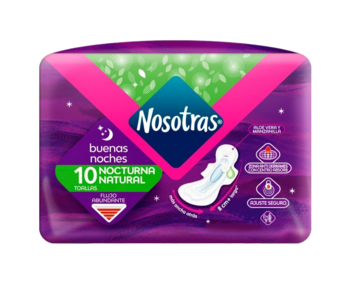 Nosotras®
buenas
noches
10 NOCTURNA
NATURAL
TOALLAS
FLUJO
ABUNDANTE
ALOE VERA Y
MANZANILLA
AJUSTE SEGURO